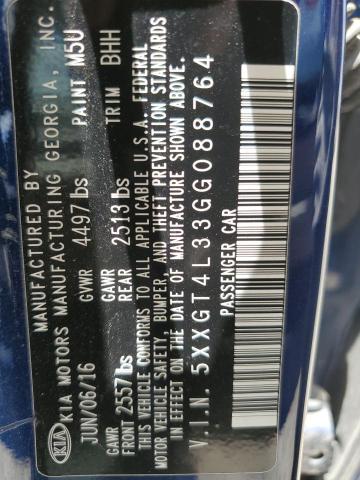 MANUFACTURED BY
KIA KIA MOTORS MANUFACTURING GEORGIA, INC.
JUN/06/16 GVWR 4497lbs PAINT M5U
GAWR FRONT 2557lbs GAWR REAR 2513lbs TRIM BHH
THIS VEHICLE CONFORMS TO ALL APPLICABLE U.S.A. FEDERAL
MOTOR VEHICLE SAFETY, BUMPER, AND THEFT PREVENTION STANDARDS
IN EFFECT ON THE DATE OF MANUFACTURE SHOWN ABOVE.
V.I.N. 5XXGT4L33GG088764
PASSENGER CAR